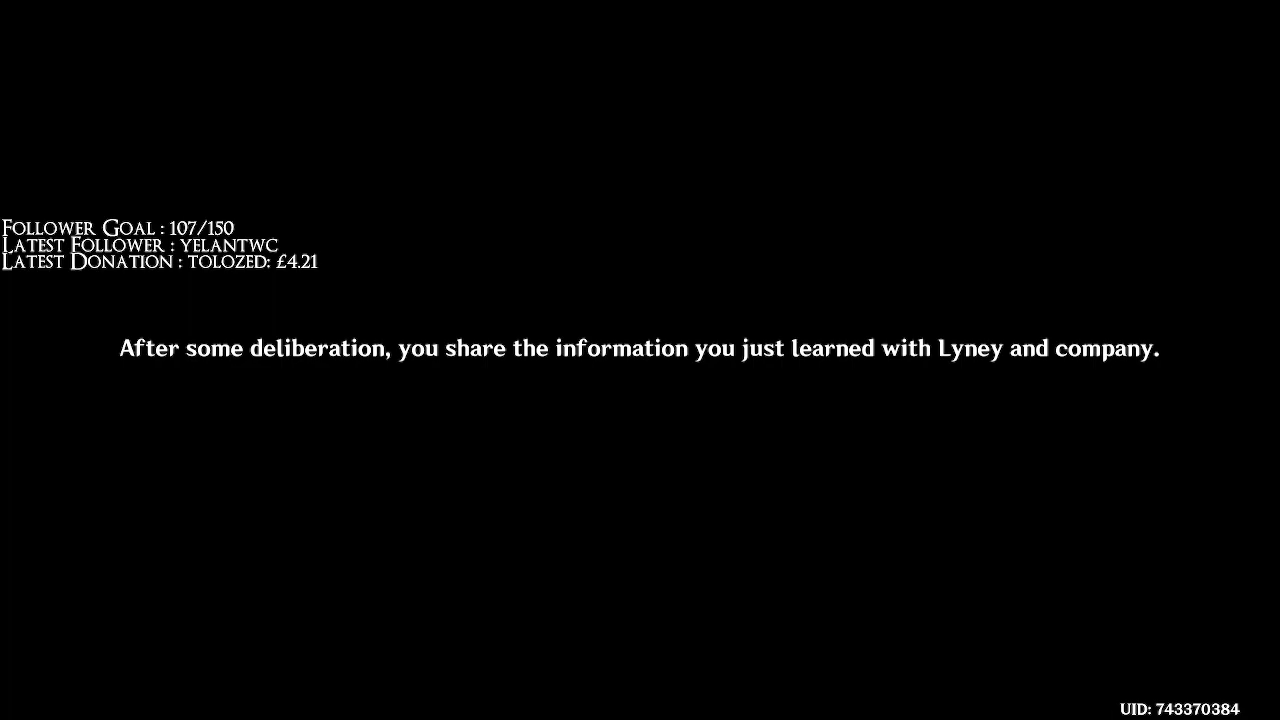 Follower Goal : 107/150
Latest Follower : yelantwc
Latest Donation : tolozed: £4.21
After some deliberation, you share the information you just learned with Lyney and company.
UID: 743370384